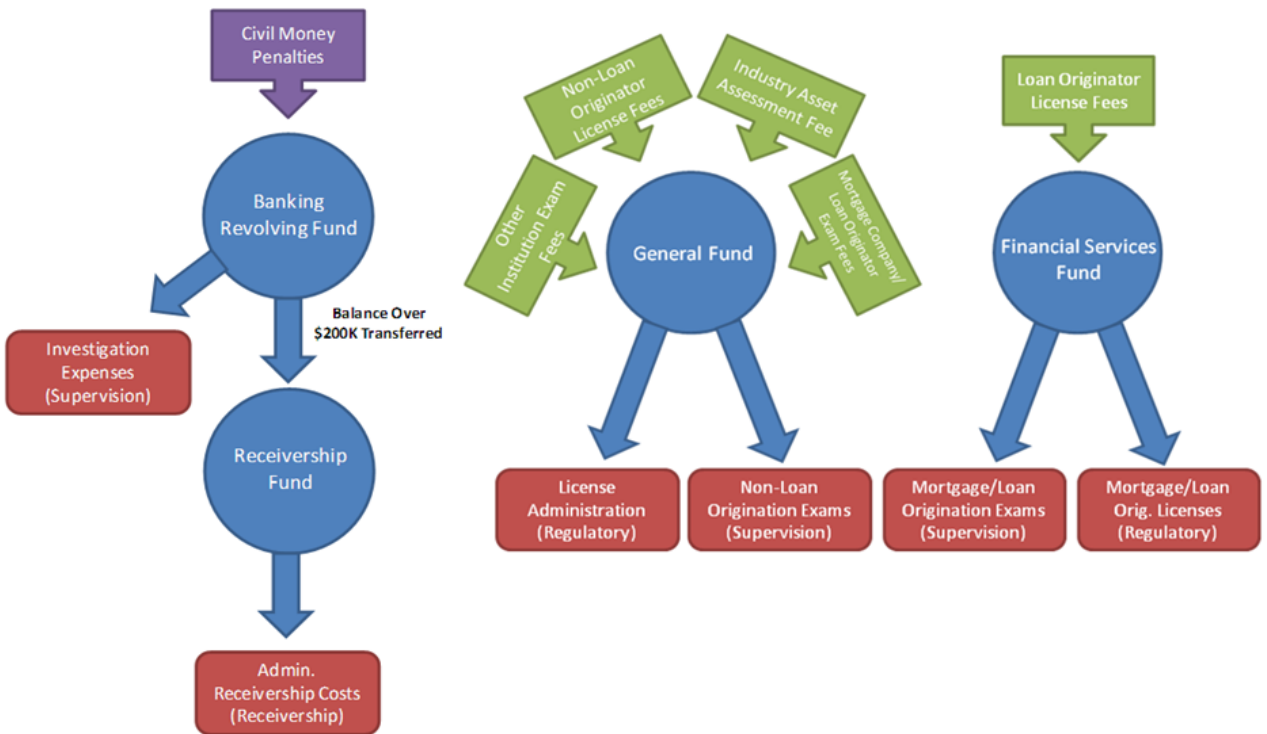 Civil Money
Penalties
Banking
Revolving Fund
Balance Over
$200K Transferred
Investigation
Expenses
(Supervision)
Receivership
Fund
Admin.
Receivership Costs
(Receivership)
Other
Institution Exam
Fees
Non-Loan
Originator
License Fees
Industry Asset
Assessment Fee
Mortgage Company/
Loan Originator
Exam Fees
General Fund
License
Administration
(Regulatory)
Non-Loan
Origination Exams
(Supervision)
Loan Originator
License Fees
Financial Services
Fund
Mortgage/Loan
Origination Exams
(Supervision)
Mortgage/Loan
Orig. Licenses
(Regulatory)